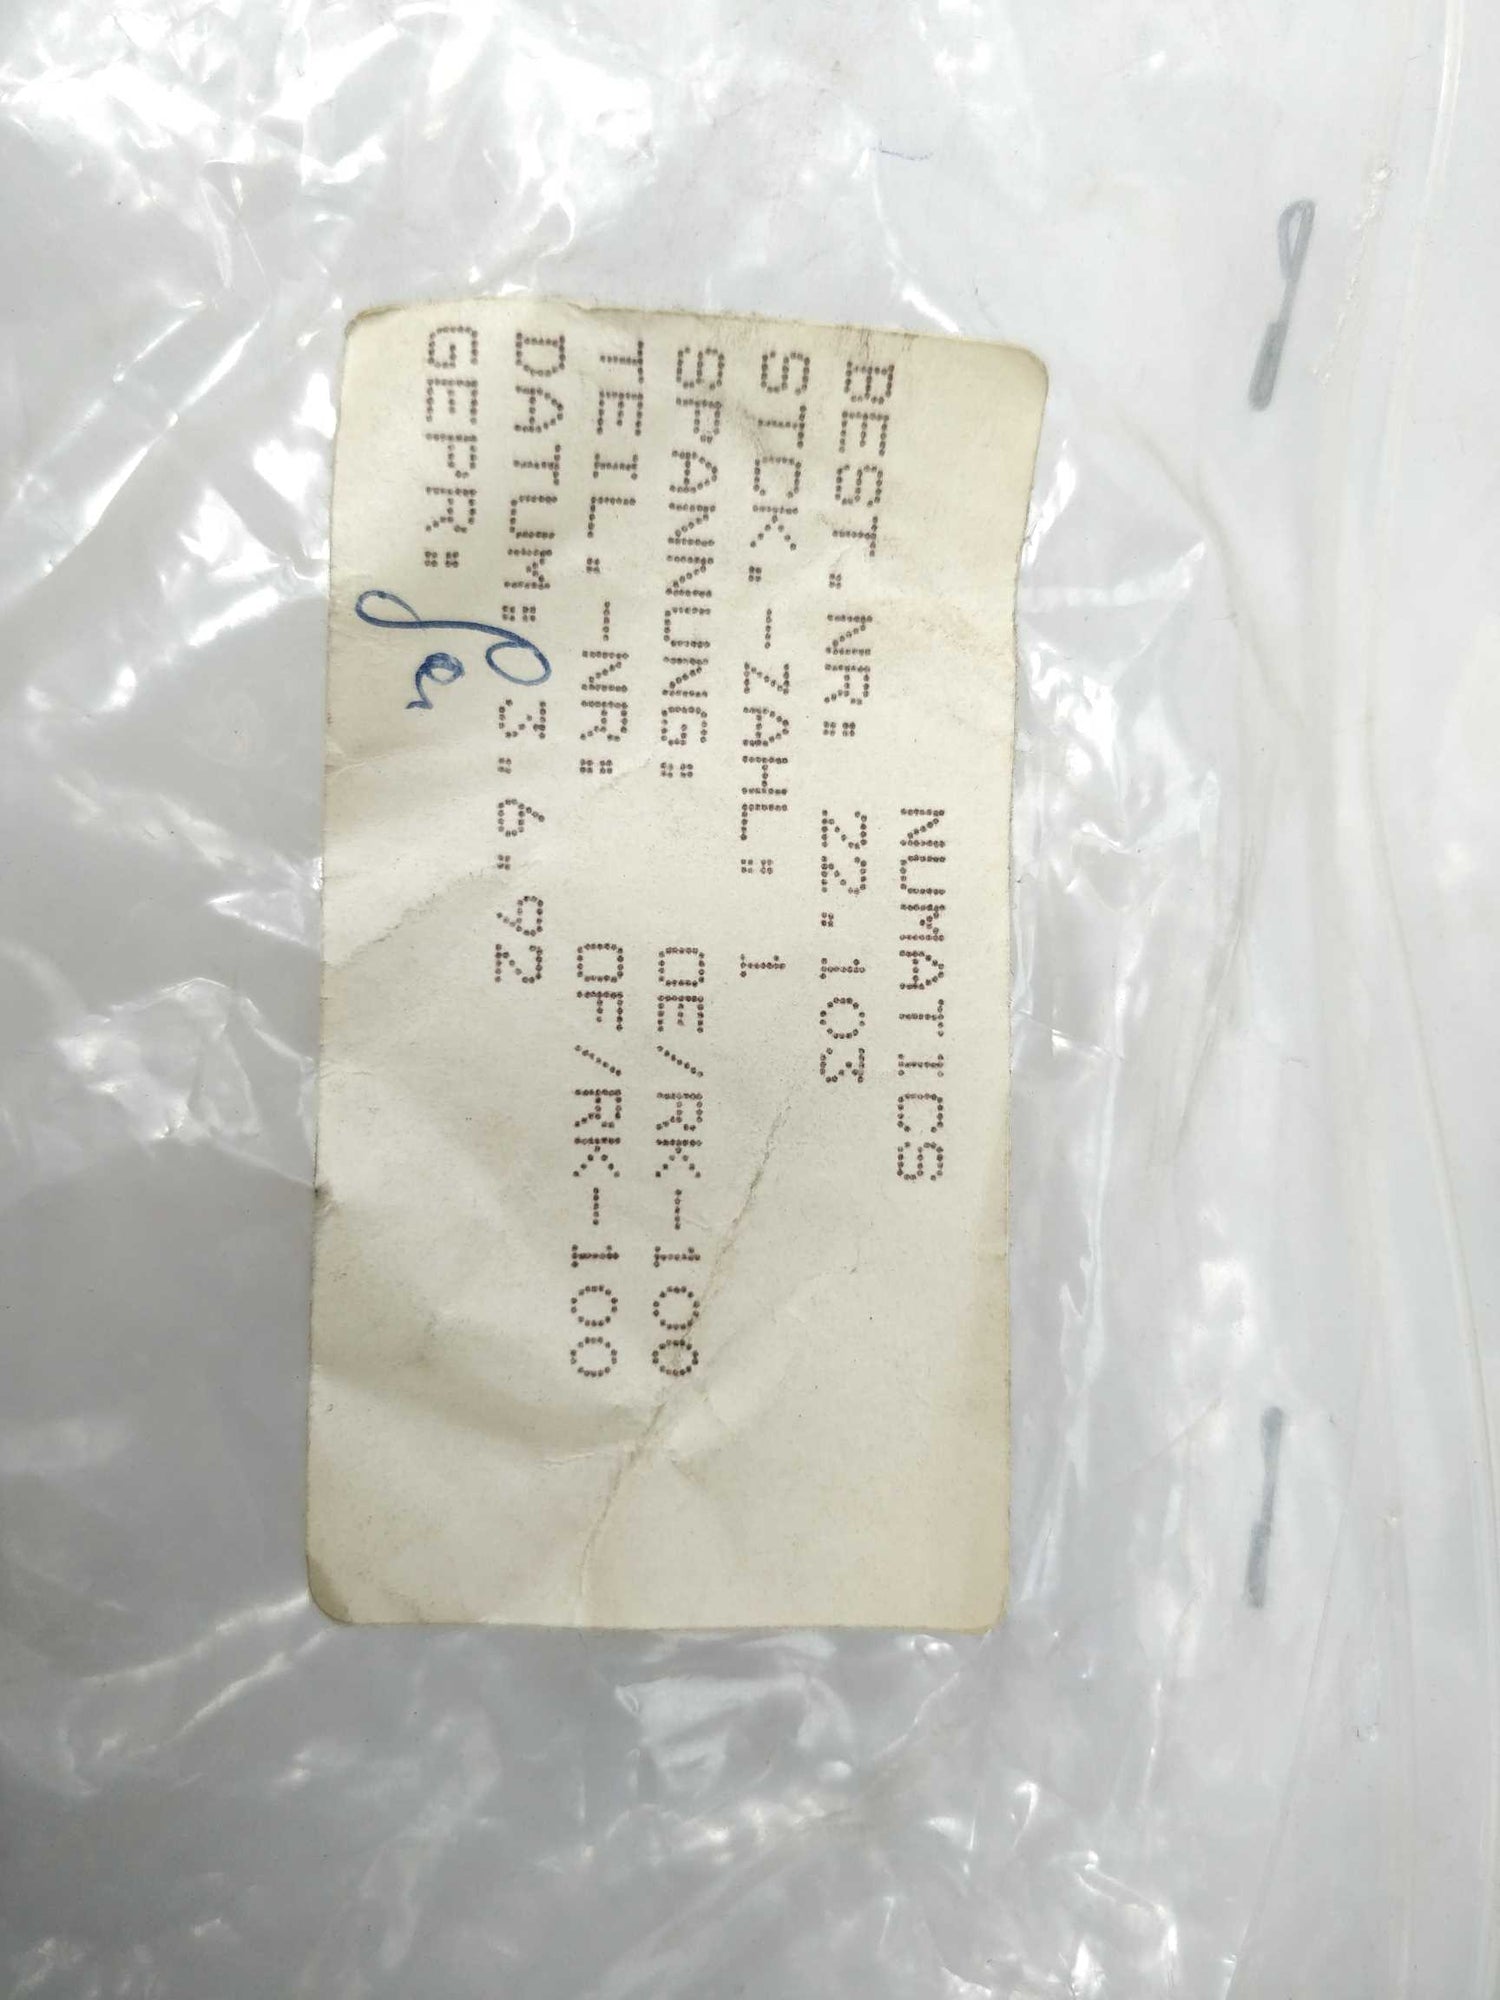 NUMATICS
BEST.NR: 22.103
STCK.-ZAHL: 1
SPANNUNG: OE/RK-100
TEIL.-NR: OF/RK-100
DATUM: 3.6.92
GEPR: